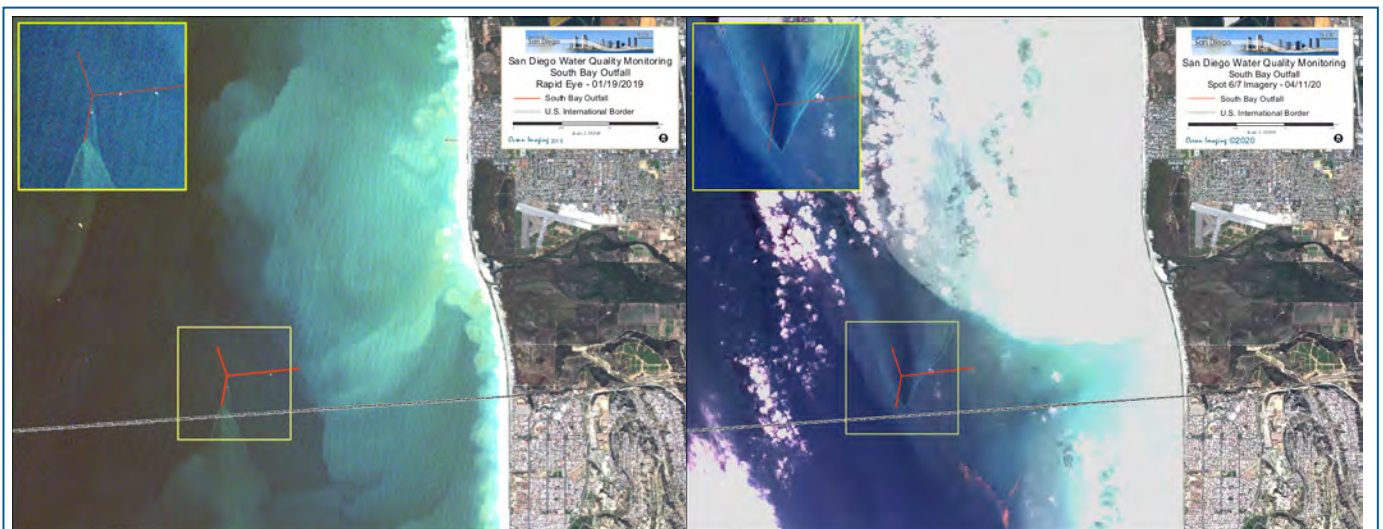 San Diego
San Diego Water Quality Monitoring
South Bay Outfall
Rapid Eye - 01/19/2019
South Bay Outfall
U.S. International Border
Ocean Imaging
San Diego
San Diego Water Quality Monitoring
South Bay Outfall
Spot 6/7 Imagery - 04/11/20
South Bay Outfall
U.S. International Border
Ocean Imaging ©2020